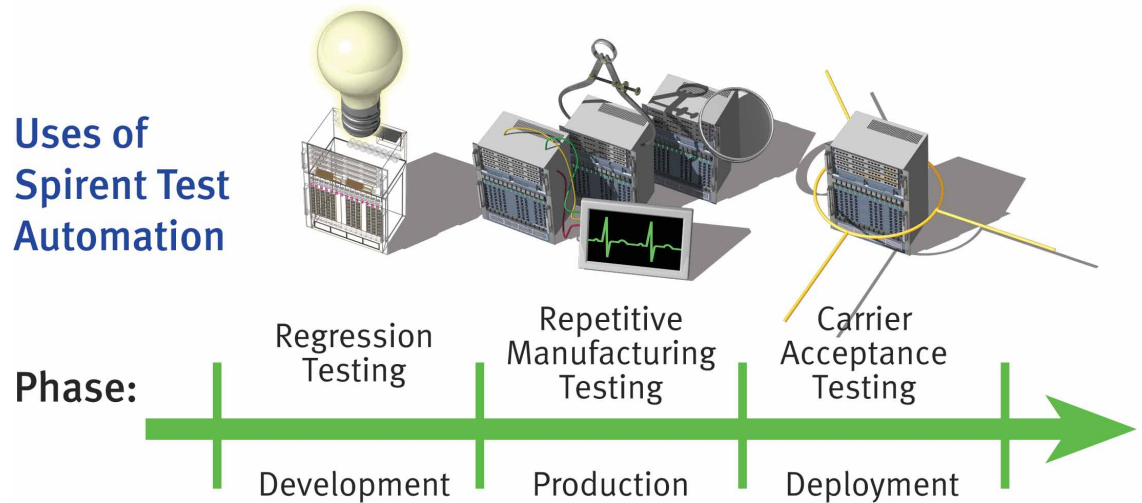 Uses of
Spirent Test
Automation
Regression
Testing
Repetitive
Manufacturing
Testing
Carrier
Acceptance
Testing
Phase:
Development
Production
Deployment